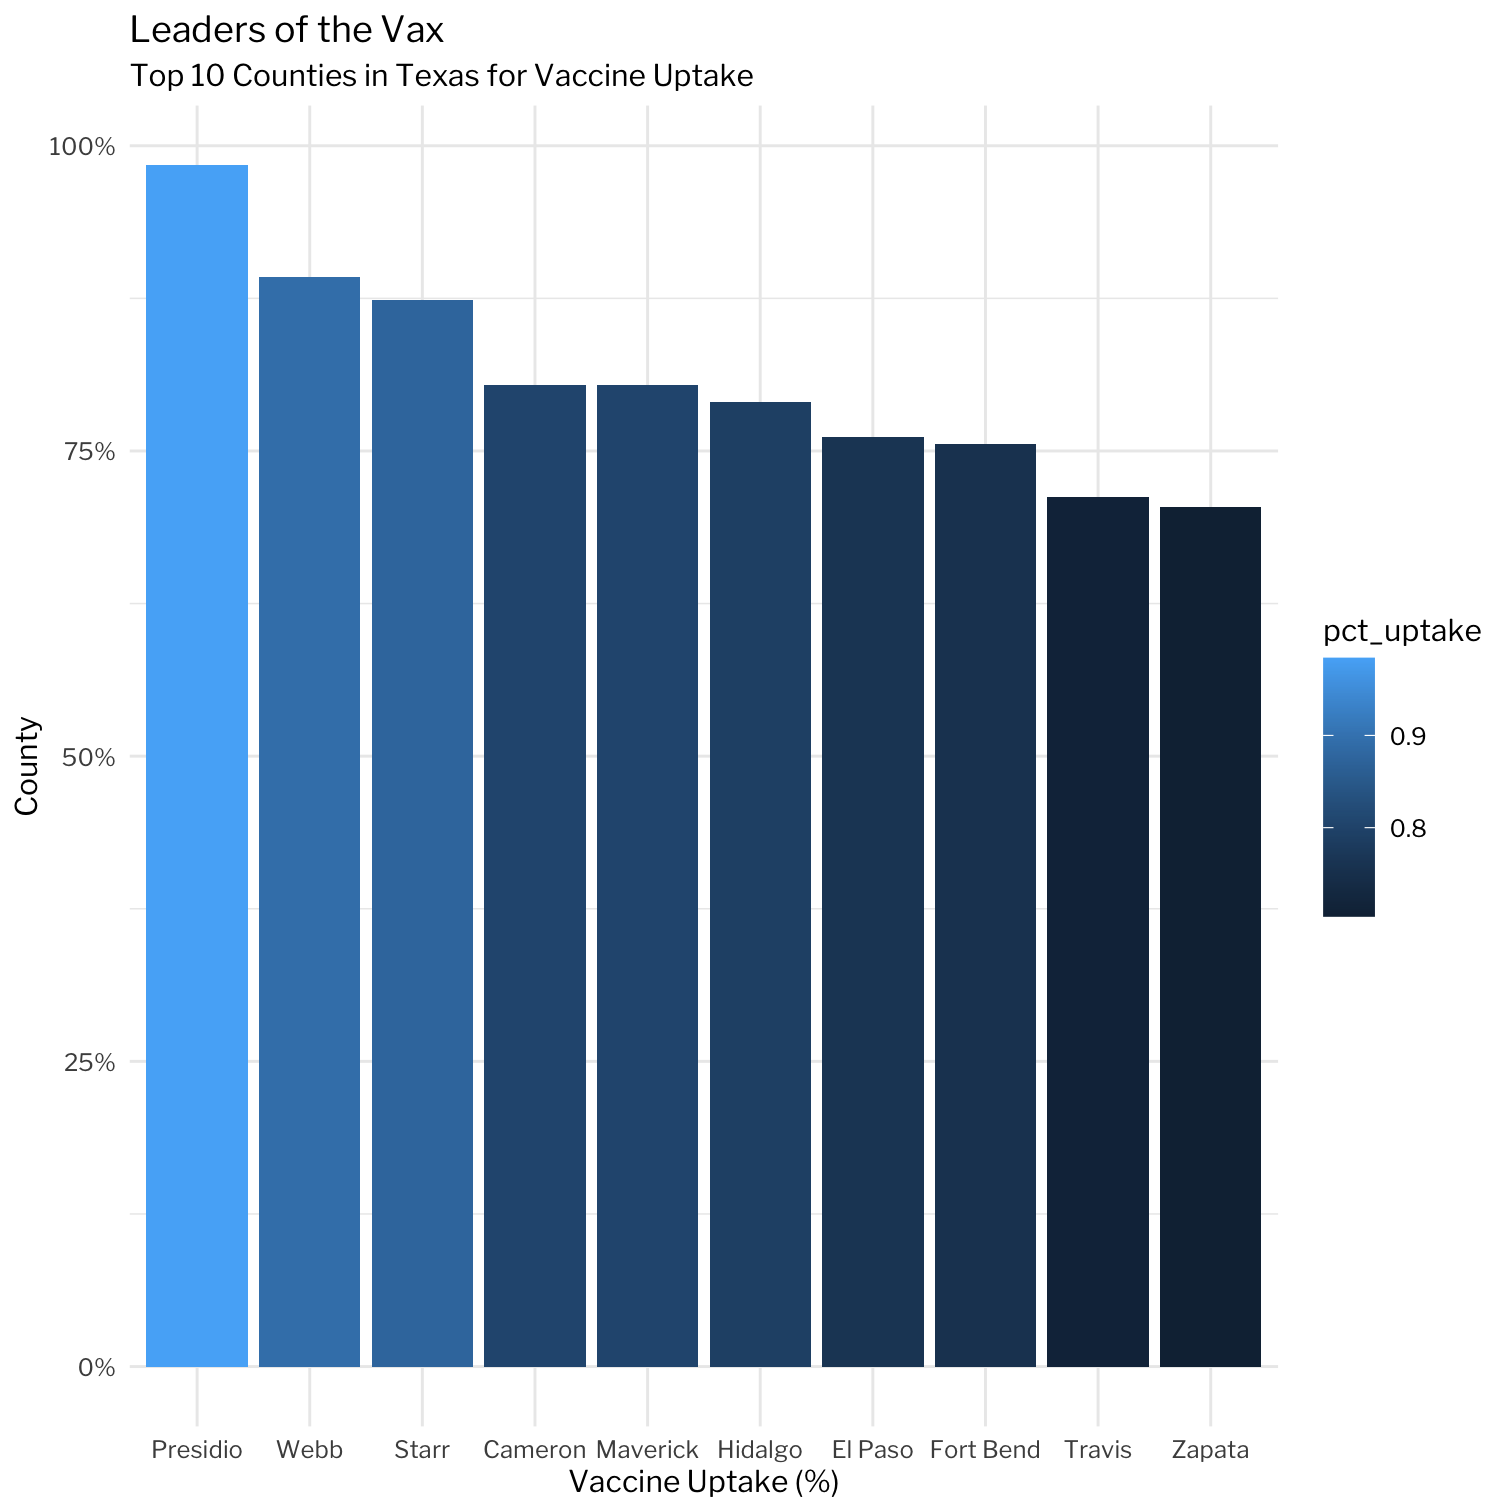 Leaders of the Vax
Top 10 Counties in Texas for Vaccine Uptake
100%
75%
50%
25%
0%
County
Presidio Webb Starr Cameron Maverick Hidalgo El Paso Fort Bend Travis Zapata
Vaccine Uptake (%)
pct_uptake
0.9
0.8